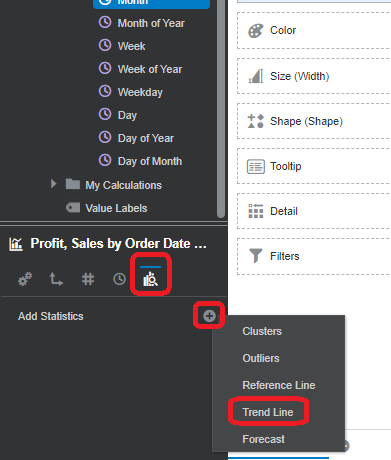 Month
Month of Year
Week
Week of Year
Weekday
Day
Day of Year
Day of Month
My Calculations
Value Labels
Profit, Sales by Order Date ...
Add Statistics
Color
Size (Width)
Shape (Shape)
Tooltip
Detail
Filters
Clusters
Outliers
Reference Line
Trend Line
Forecast